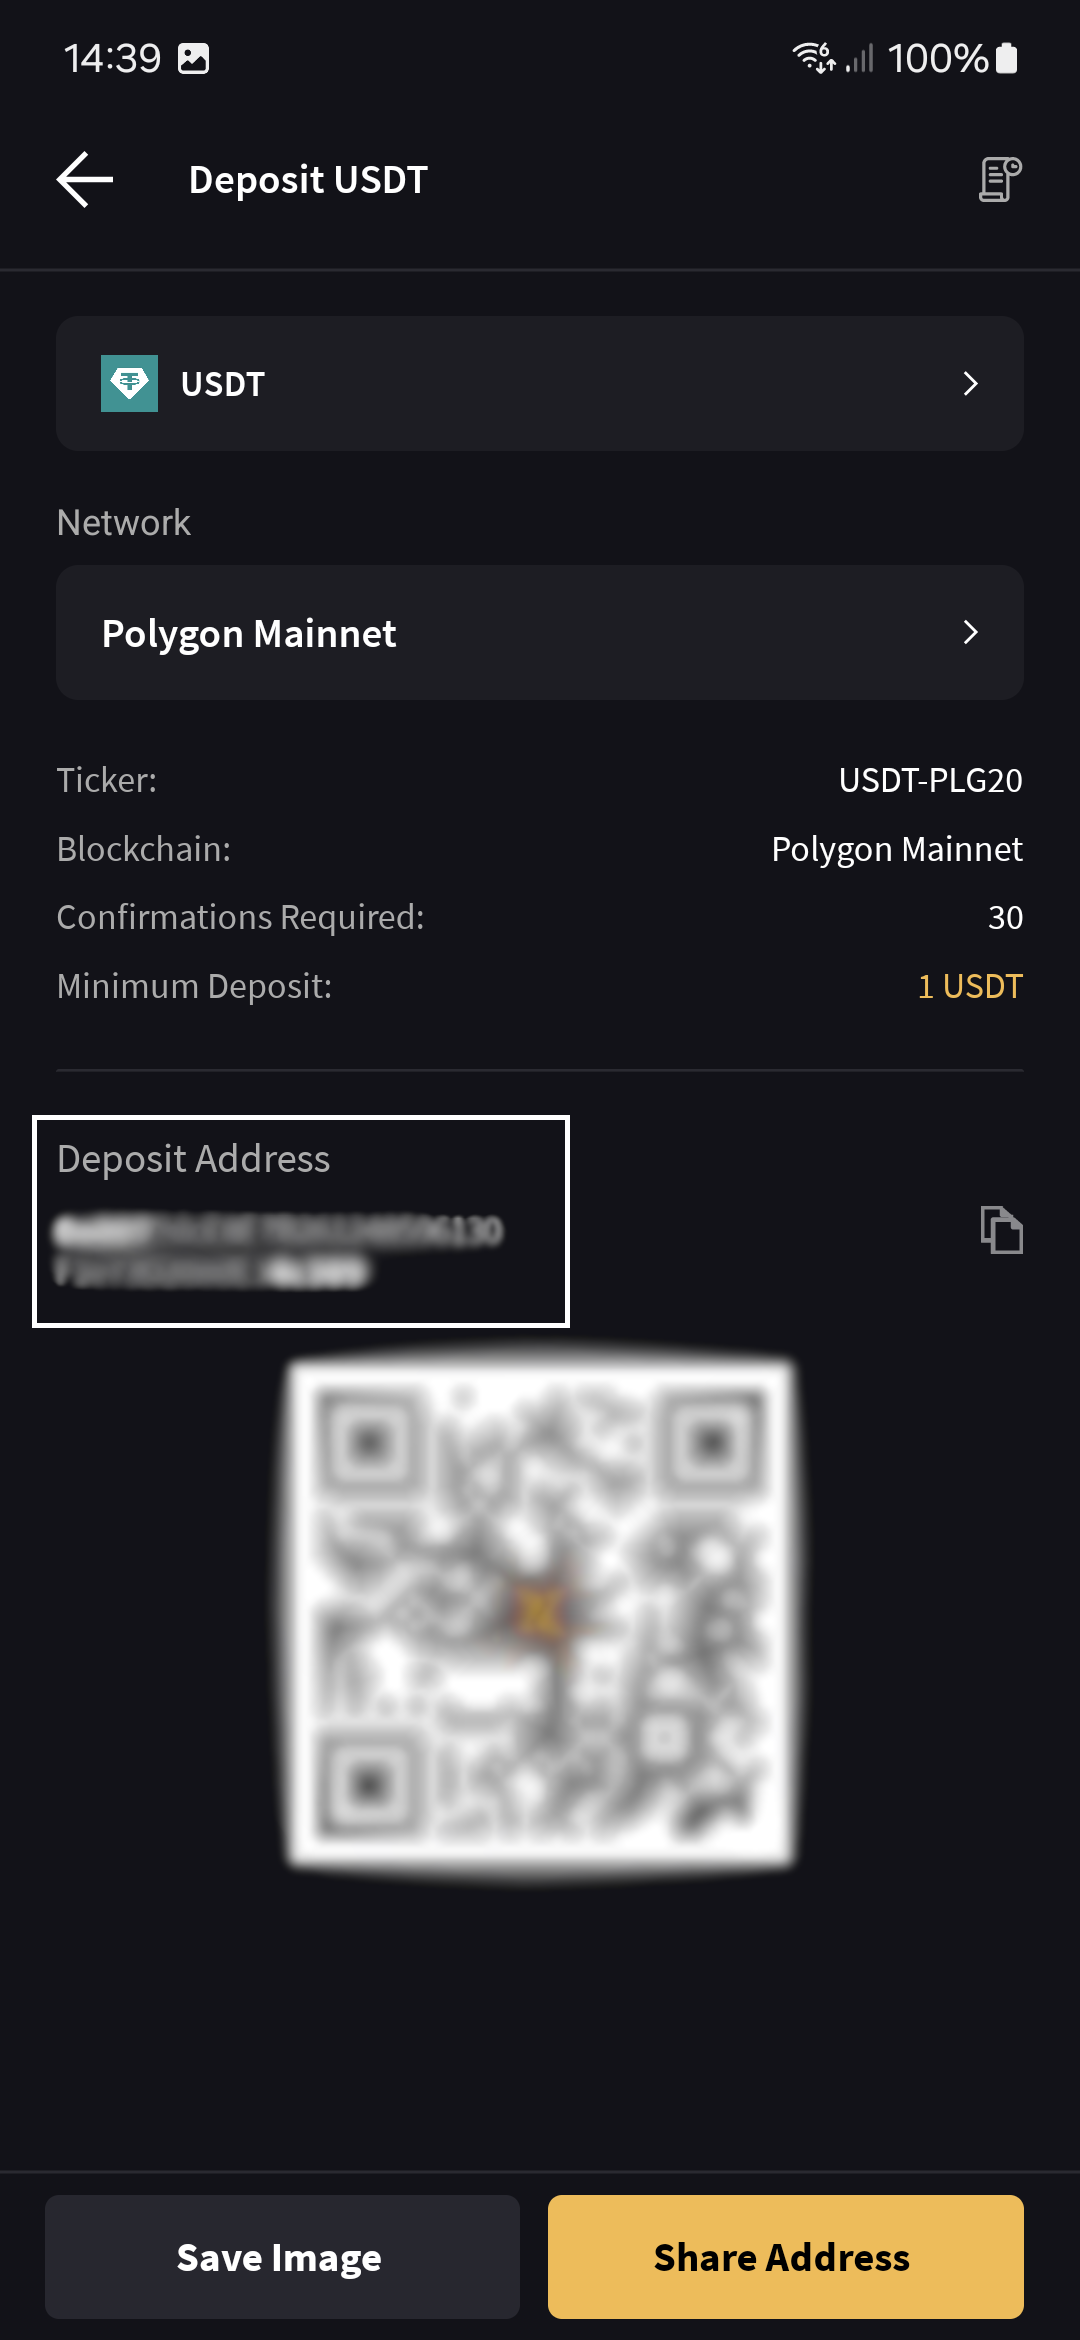 14:39
100%
Deposit USDT
USDT
Network
Polygon Mainnet
Ticker: USDT-PLG20
Blockchain: Polygon Mainnet
Confirmations Required: 30
Minimum Deposit: 1 USDT
Deposit Address
Save Image
Share Address